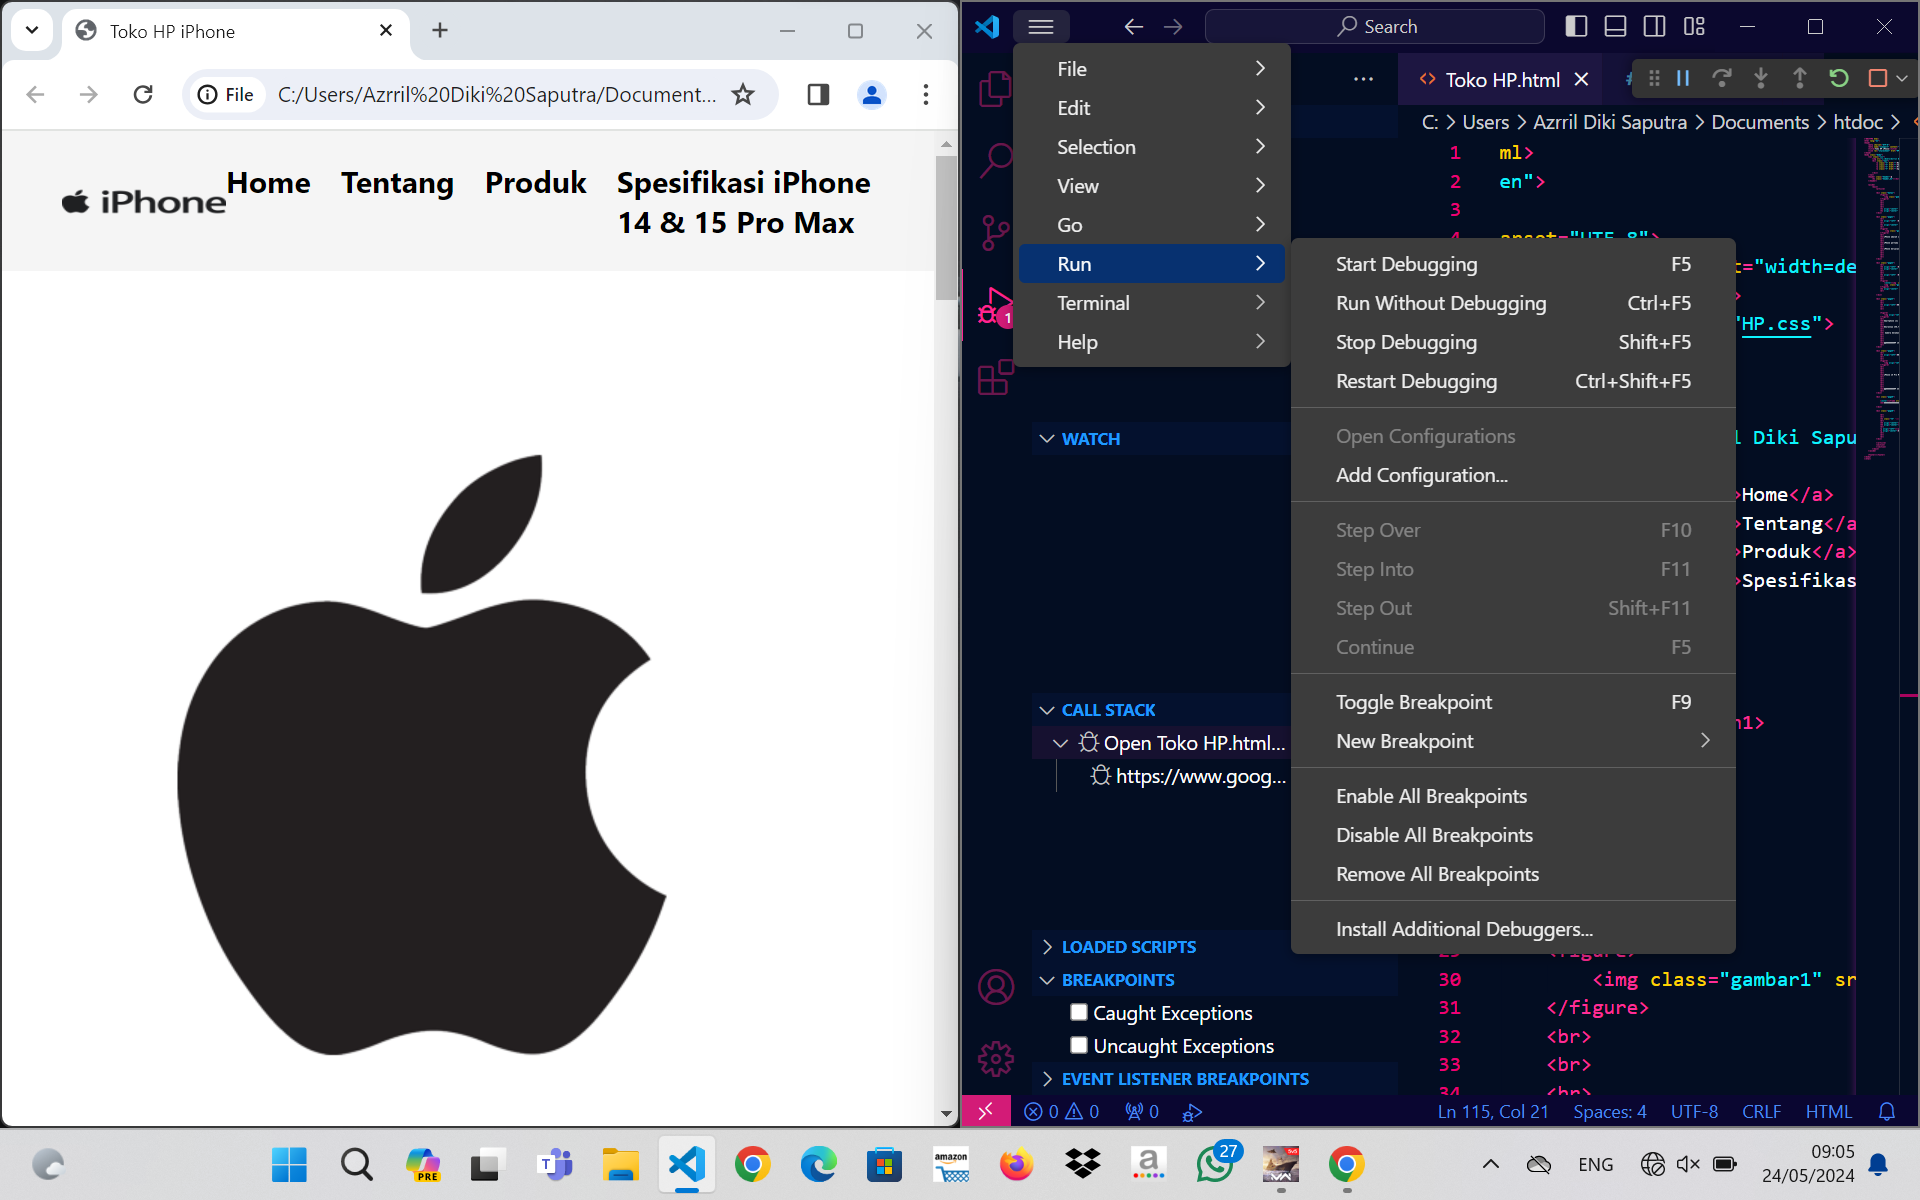 Toko HP iPhone
File
C:/Users/Azrril%20Diki%20Saputra/Document...
iPhone
Home
Tentang
Produk
Spesifikasi iPhone
14 & 15 Pro Max
Search
File
Edit
Selection
View
Go
Run
Terminal
Help
Start Debugging F5
Run Without Debugging Ctrl+F5
Stop Debugging Shift+F5
Restart Debugging Ctrl+Shift+F5
Open Configurations
Add Configuration...
Step Over F10
Step Into F11
Step Out Shift+F11
Continue F5
Toggle Breakpoint F9
New Breakpoint
Enable All Breakpoints
Disable All Breakpoints
Remove All Breakpoints
Install Additional Debuggers...
1
WATCH
CALL STACK
Open Toko HP.html...
https://www.goog...
LOADED SCRIPTS
BREAKPOINTS
Caught Exceptions
Uncaught Exceptions
EVENT LISTENER BREAKPOINTS
<> Toko HP.html
C: > Users > Azrril Diki Saputra > Documents > htdoc >
1 ml>
2 en">
3
="width=de
HP.css">
l Diki Sapu
>Home</a>
>Tentang</a
>Produk</a>
>Spesifikas
1>
30 <img class="gambar1" sr
31 </figure>
32 <br>
33 <br>
34 <br>
0 0 0
Ln 115, Col 21 Spaces: 4 UTF-8 CRLF HTML
PRE
amazon
a
27
ENG
09:05
24/05/2024